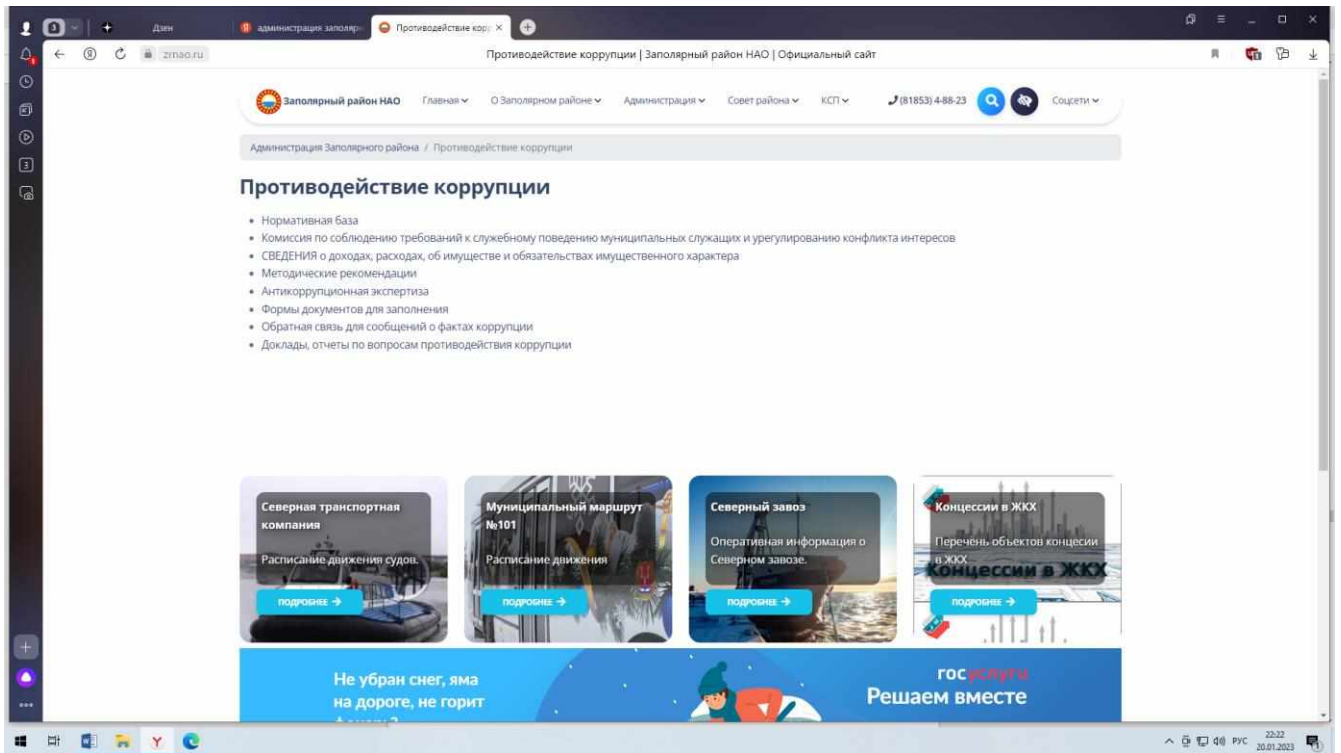 3
Дзен
администрация заполяр
Противодействие корр
zrnao.ru
Противодействие коррупции | Заполярный район НАО | Официальный сайт
Заполярный район НАО Главная О Заполярном районе Администрация Совет района КСП (81853) 4-88-23 Соцсети
Администрация Заполярного района / Противодействие коррупции
Противодействие коррупции
Нормативная база
Комиссия по соблюдению требований к служебному поведению муниципальных служащих и урегулированию конфликта интересов
СВЕДЕНИЯ о доходах, расходах, об имуществе и обязательствах имущественного характера
Методические рекомендации
Антикоррупционная экспертиза
Формы документов для заполнения
Обратная связь для сообщений о фактах коррупции
Доклады, отчеты по вопросам противодействия коррупции
Северная транспортная
компания
Расписание движения судов.
ПОДРОБНЕЕ →
Муниципальный маршрут
№101
Расписание движения
ПОДРОБНЕЕ →
Северный завоз
Оперативная информация о
Северном завозе.
ПОДРОБНЕЕ →
Концессии в ЖКХ
Перечень объектов концесии
в ЖКХ
Концессии в ЖКХ
ПОДРОБНЕЕ →
Не убран снег, яма
на дороге, не горит
госуслуги
Решаем вместе
РУС
22:22
20.01.2023